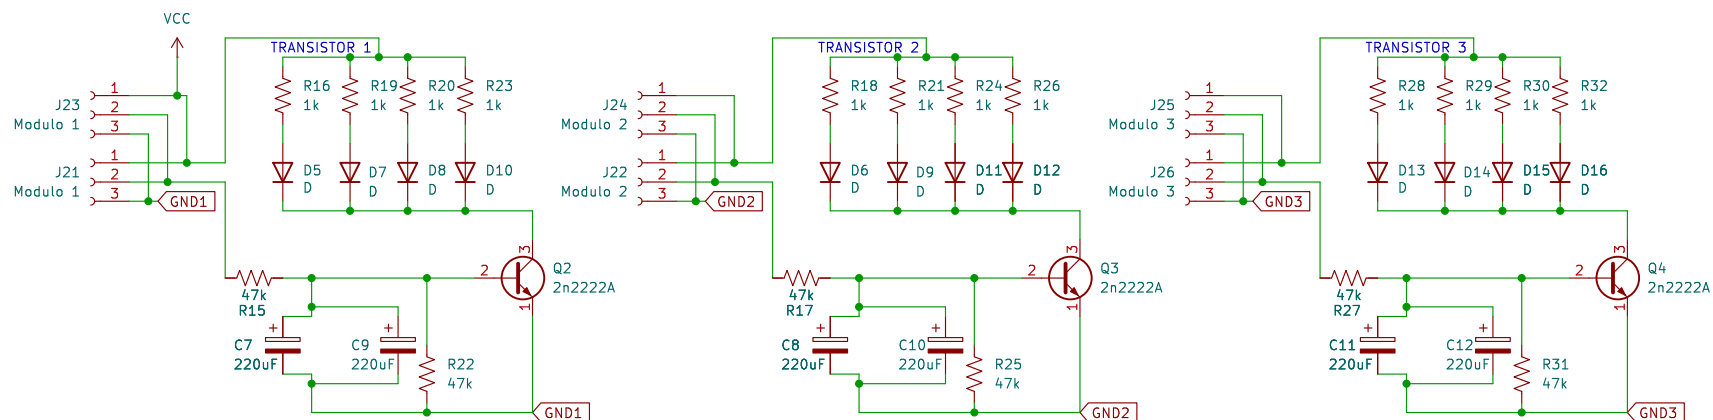 VCC
TRANSISTOR 1
R16
1k
R19
1k
R20
1k
R23
1k
J23
Modulo 1
1
2
3
J21
Modulo 1
1
2
3
GND1
D5
D
D7
D
D8
D
D10
D
47k
R15
C7
220uF
C9
220uF
R22
47k
2
3
1
Q2
2n2222A
GND1
TRANSISTOR 2
R18
1k
R21
1k
R24
1k
R26
1k
J24
Modulo 2
1
2
3
J22
Modulo 2
1
2
3
GND2
D6
D
D9
D
D11
D
D12
D
47k
R17
C8
220uF
C10
220uF
R25
47k
2
3
1
Q3
2n2222A
GND2
TRANSISTOR 3
R28
1k
R29
1k
R30
1k
R32
1k
J25
Modulo 3
1
2
3
J26
Modulo 3
1
2
3
GND3
D13
D
D14
D
D15
D
D16
D
47k
R27
C11
220uF
C12
220uF
R31
47k
2
3
1
Q4
2n2222A
GND3